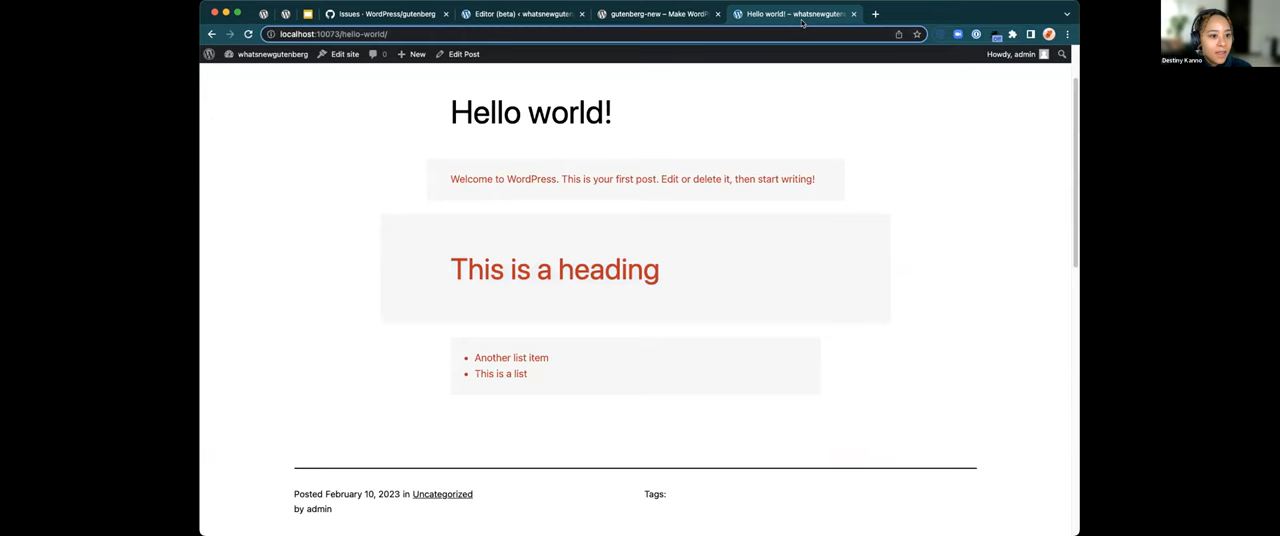 Issues · WordPress/gutenberg
Editor (beta) ‹ whatsnewguten
gutenberg-new – Make WordP
Hello world! – whatsnewguten
localhost:10073/hello-world/
whatsnewgutenberg
Edit site
0
New
Edit Post
Howdy, admin
Destiny Kanno
Hello world!
Welcome to WordPress. This is your first post. Edit or delete it, then start writing!
This is a heading
• Another list item
• This is a list
Posted February 10, 2023 in Uncategorized
by admin
Tags: